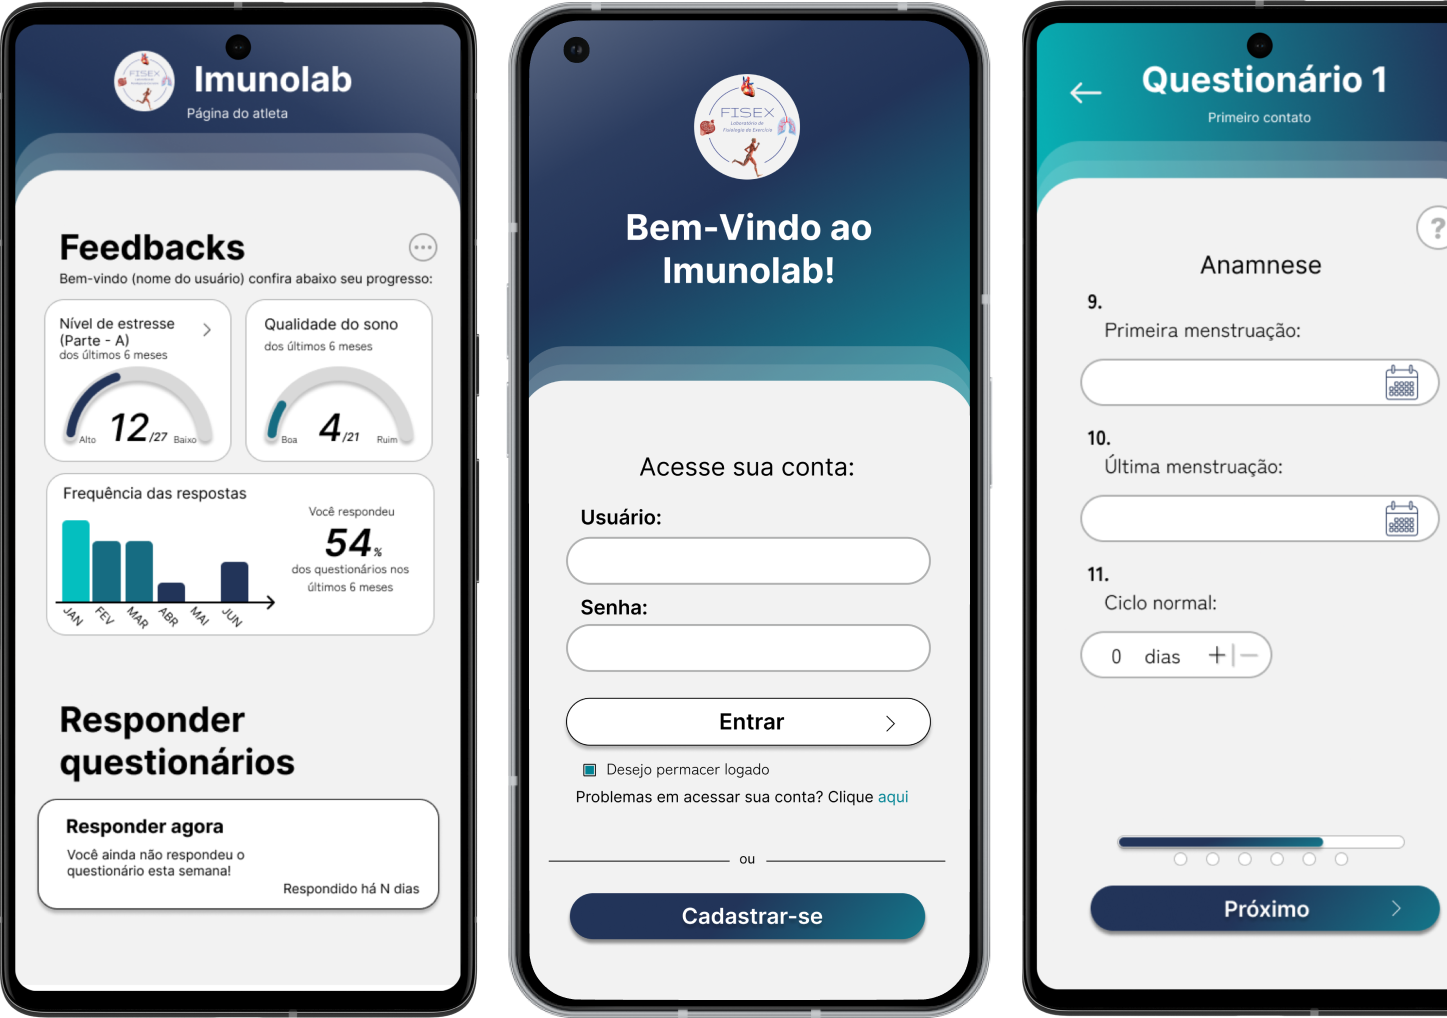 FISEX
Imunolab
Página do atleta
Feedbacks
Bem-vindo (nome do usuário) confira abaixo seu progresso:
Nível de estresse
(Parte - A)
dos últimos 6 meses
12/27
Alto
Baixo
Qualidade do sono
dos últimos 6 meses
4/21
Boa
Ruim
Frequência das respostas
JAN
FEV
MAR
ABR
MAI
JUN
Você respondeu
54%
dos questionários nos
últimos 6 meses
Responder
questionários
Responder agora
Você ainda não respondeu o
questionário esta semana!
Respondido há N dias
FISEX
Laboratório de
Fisiologia do Exercício
Bem-Vindo ao
Imunolab!
Acesse sua conta:
Usuário:
Senha:
Entrar
Desejo permacer logado
Problemas em acessar sua conta? Clique aqui
ou
Cadastrar-se
Questionário 1
Primeiro contato
?
Anamnese
9.
Primeira menstruação:
10.
Última menstruação:
11.
Ciclo normal:
0 dias +|−
Próximo